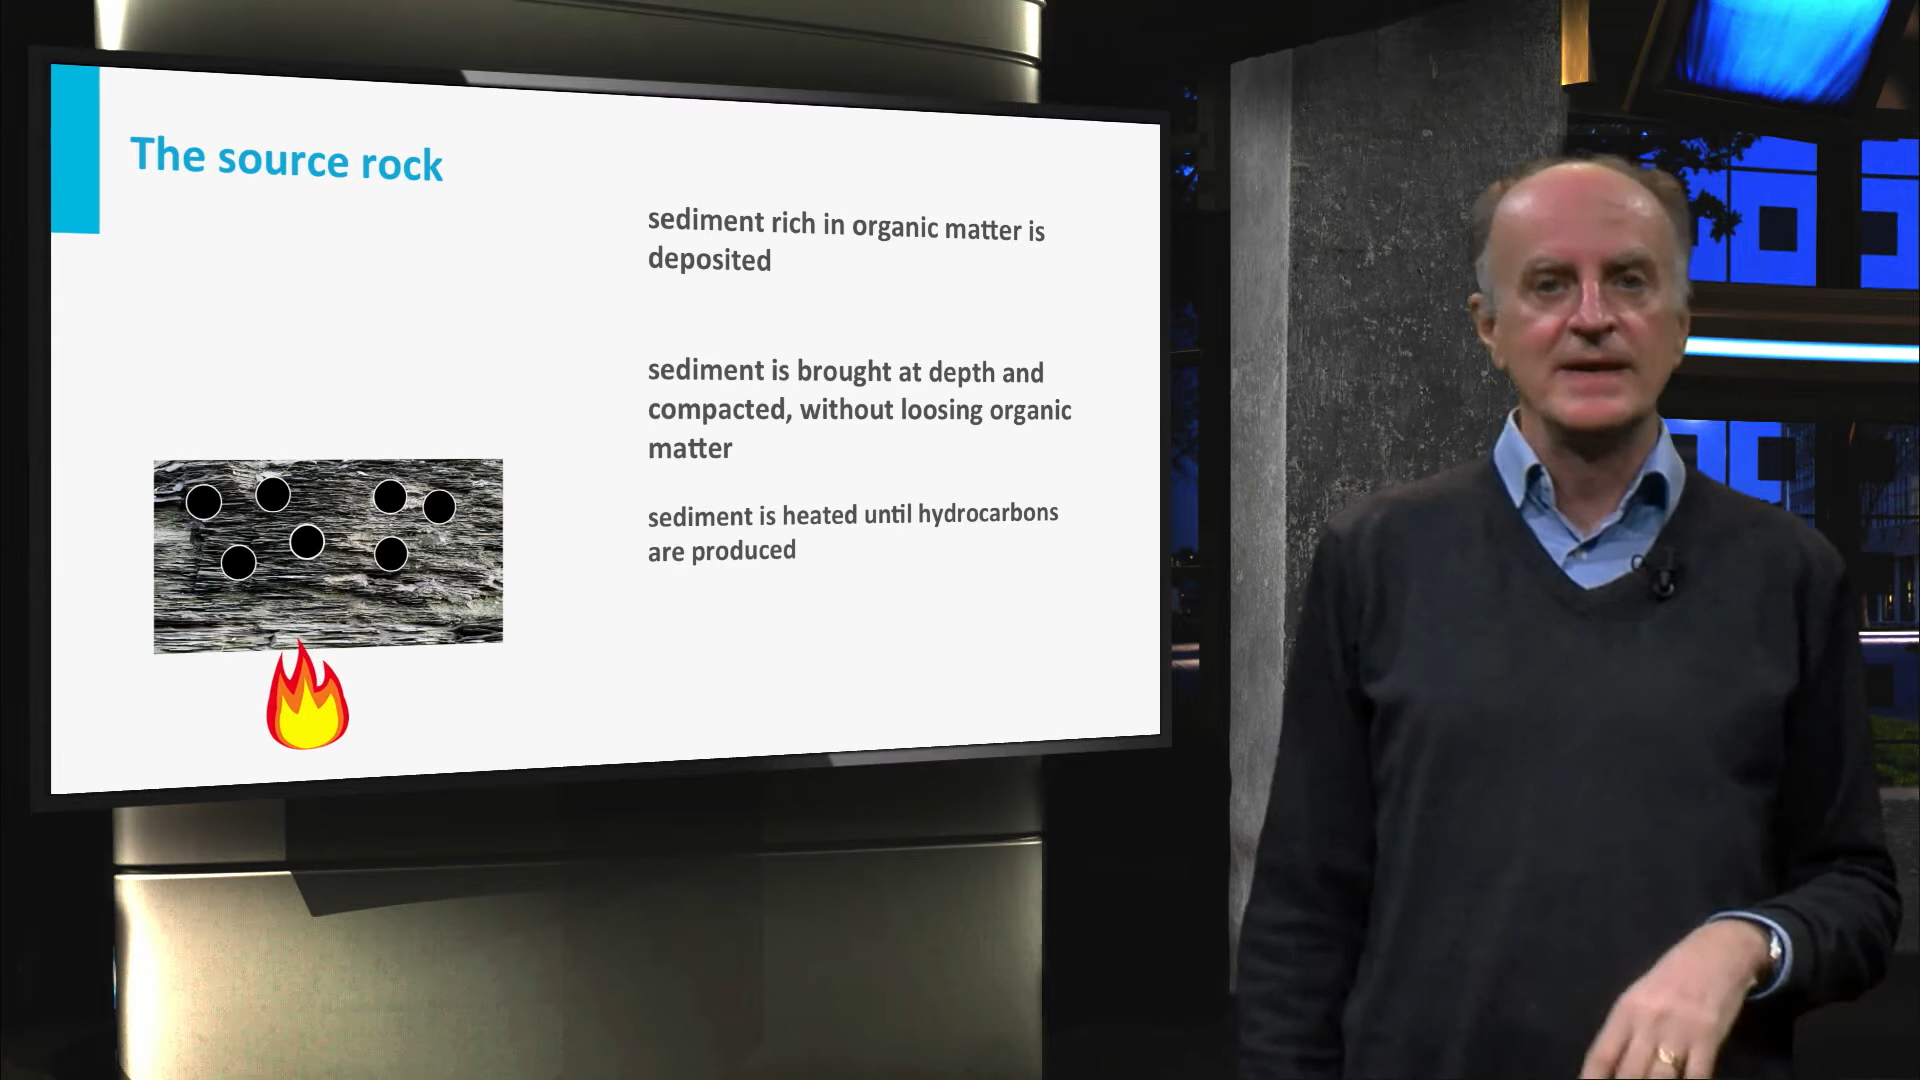 The source rock
sediment rich in organic matter is
deposited
sediment is brought at depth and
compacted, without loosing organic
matter
sediment is heated until hydrocarbons
are produced